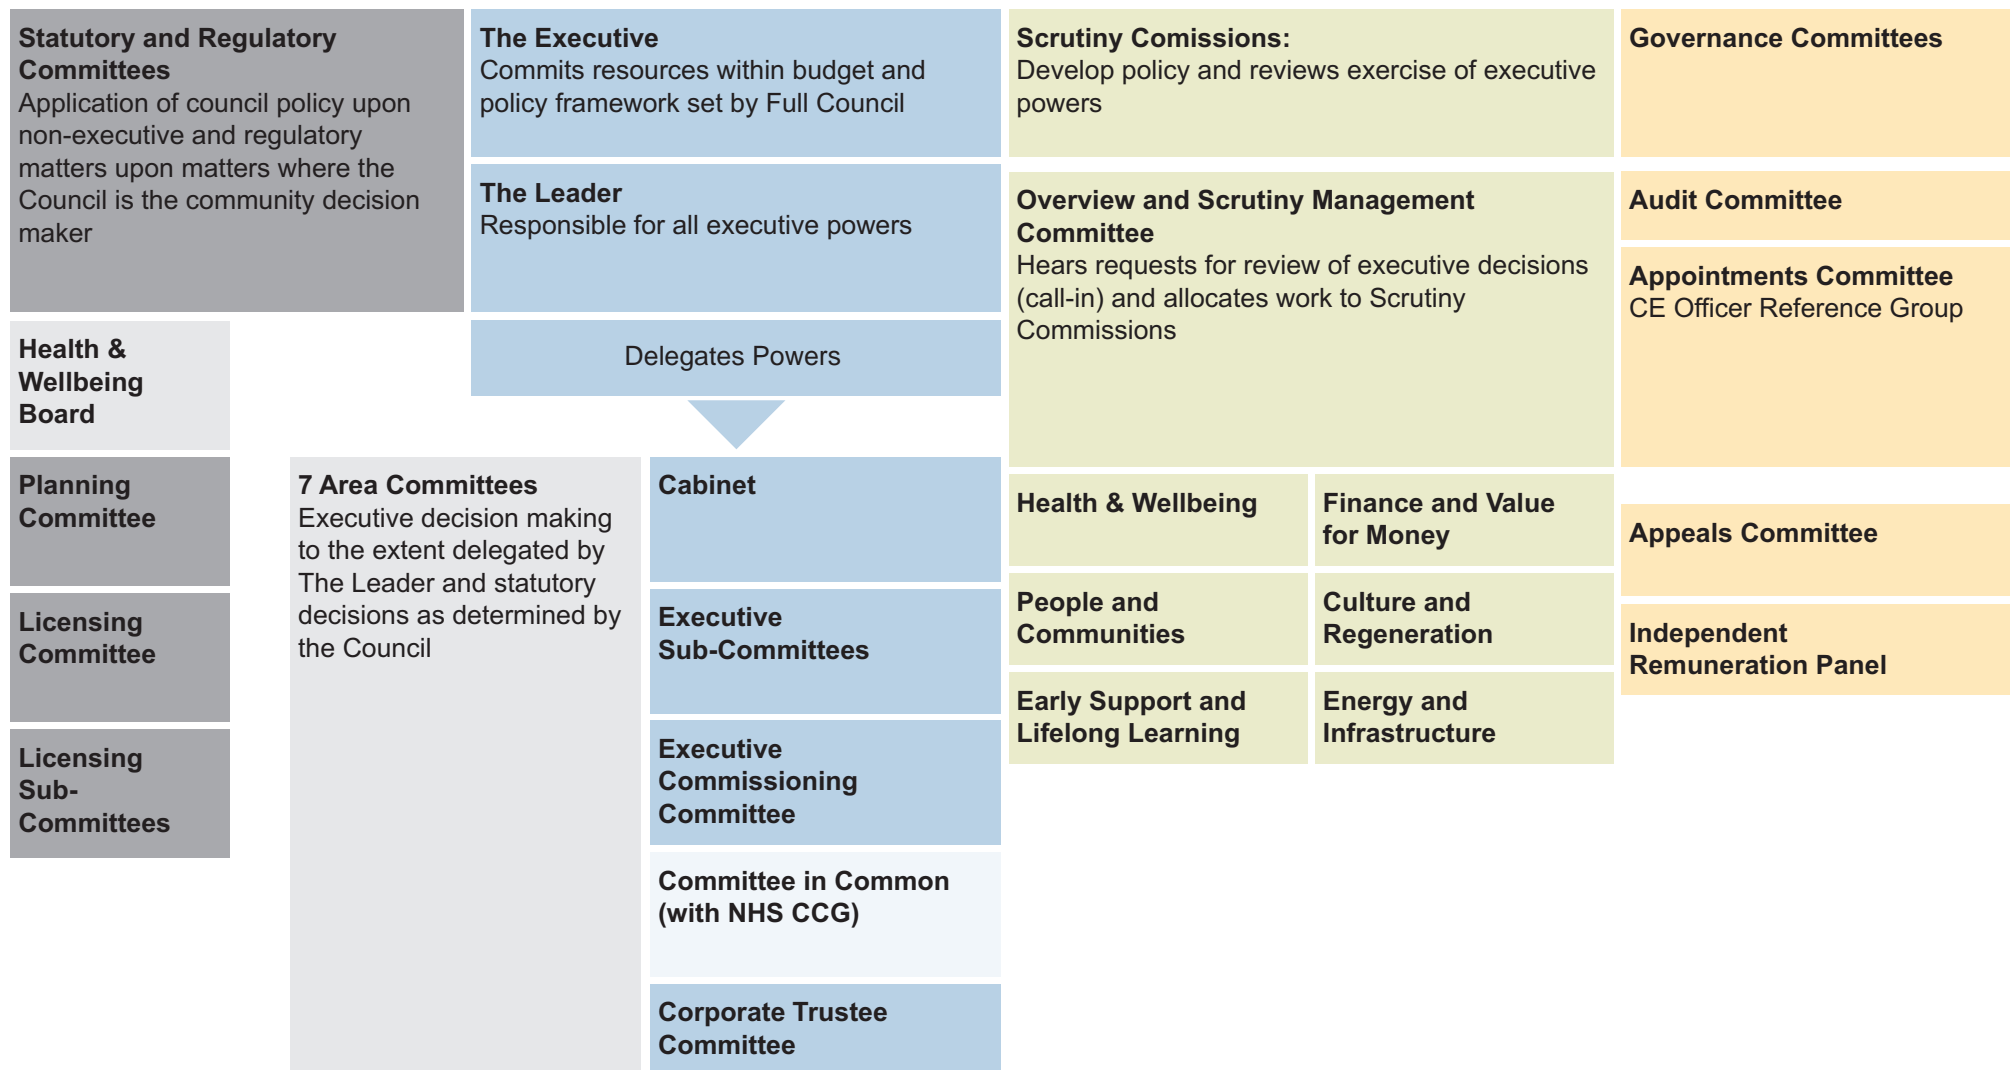 Statutory and Regulatory
Committees
Application of council policy upon
non-executive and regulatory
matters upon matters where the
Council is the community decision
maker
Health &
Wellbeing
Board
Planning
Committee
Licensing
Committee
Licensing
Sub-
Committees
The Executive
Commits resources within budget and
policy framework set by Full Council
The Leader
Responsible for all executive powers
Delegates Powers
7 Area Committees
Executive decision making
to the extent delegated by
The Leader and statutory
decisions as determined by
the Council
Cabinet
Executive
Sub-Committees
Executive
Commissioning
Committee
Committee in Common
(with NHS CCG)
Corporate Trustee
Committee
Scrutiny Comissions:
Develop policy and reviews exercise of executive
powers
Overview and Scrutiny Management
Committee
Hears requests for review of executive decisions
(call-in) and allocates work to Scrutiny
Commissions
Health & Wellbeing
Finance and Value
for Money
People and
Communities
Culture and
Regeneration
Early Support and
Lifelong Learning
Energy and
Infrastructure
Governance Committees
Audit Committee
Appointments Committee
CE Officer Reference Group
Appeals Committee
Independent
Remuneration Panel